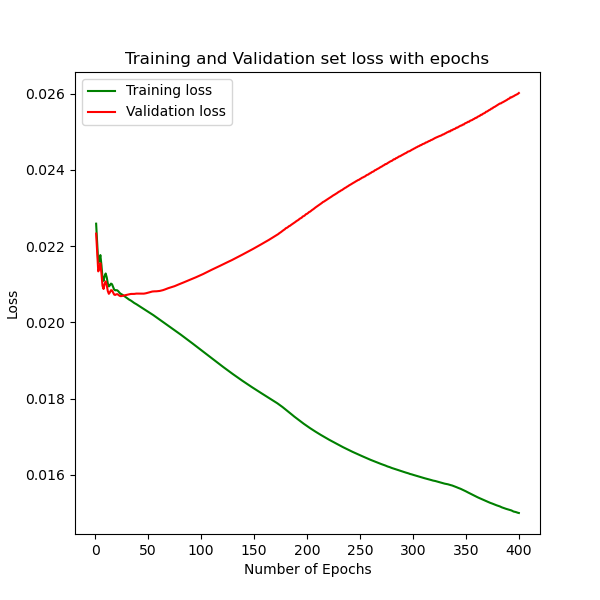 Training and Validation set loss with epochs
Training loss
Validation loss
0.026
0.024
0.022
0.020
0.018
0.016
Loss
0 50 100 150 200 250 300 350 400
Number of Epochs